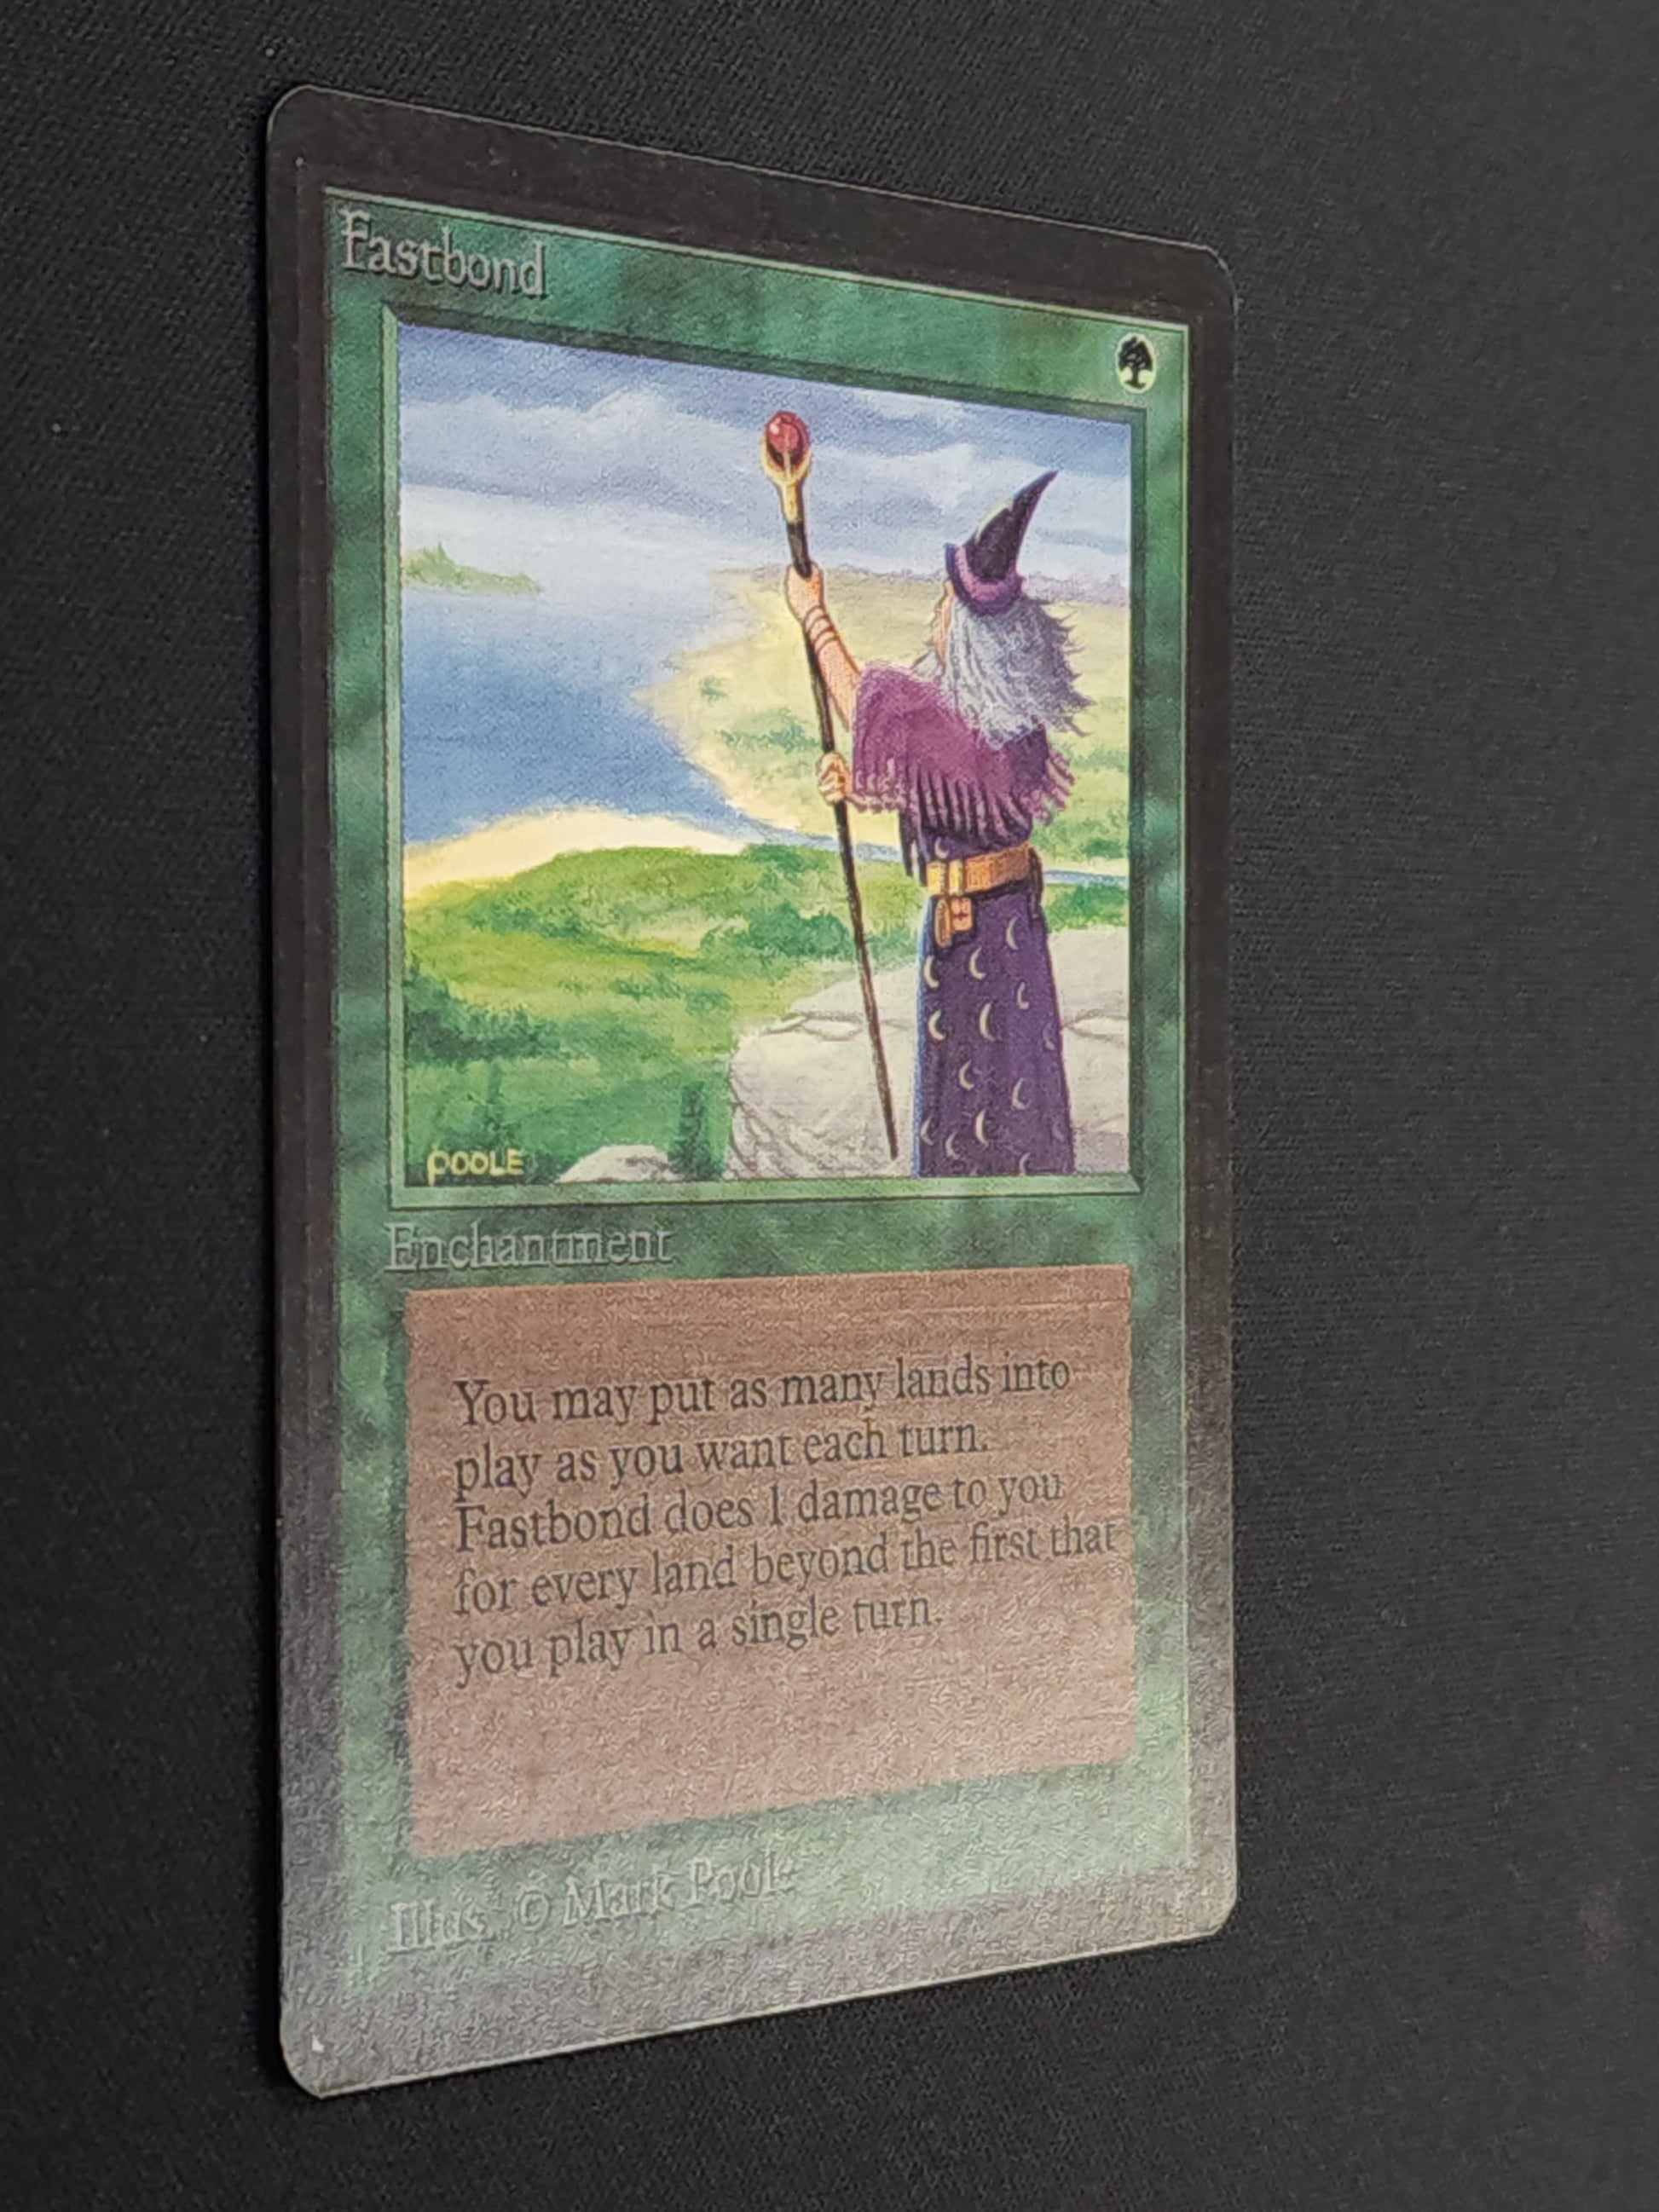 Fastbond
POOLE
Enchantment
You may put as many lands into
play as you want each turn.
Fastbond does 1 damage to you
for every land beyond the first that
you play in a single turn.
Illus. © Mark Poole